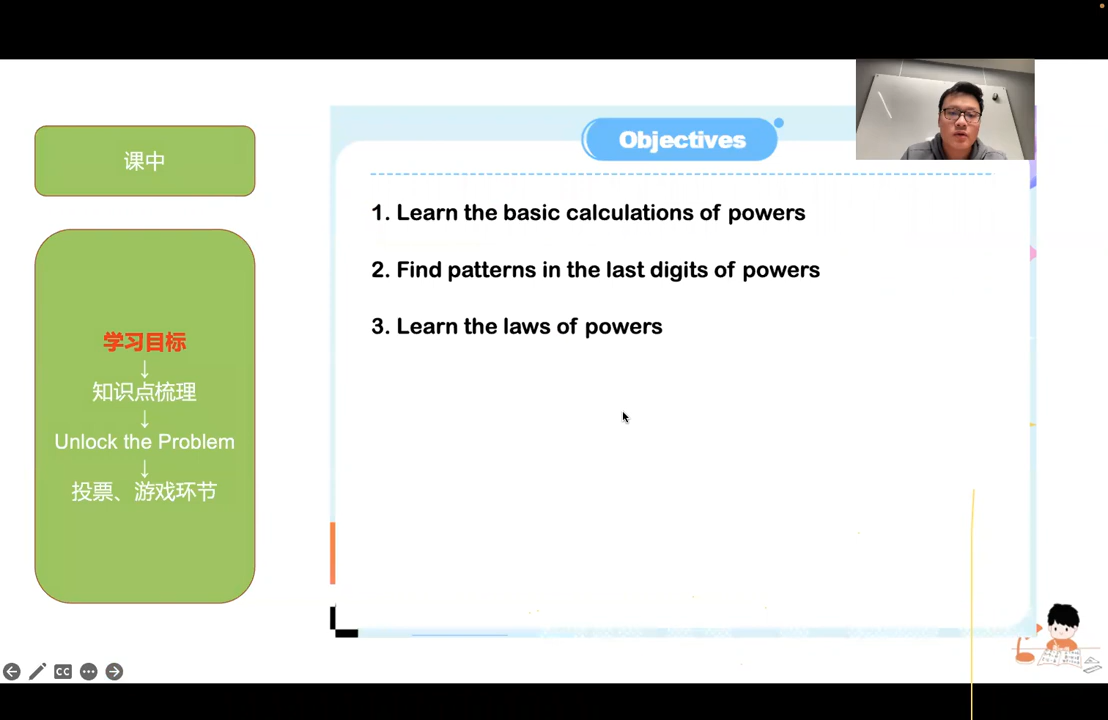 课中
学习目标
↓
知识点梳理
↓
Unlock the Problem
↓
投票、游戏环节
Objectives
1. Learn the basic calculations of powers
2. Find patterns in the last digits of powers
3. Learn the laws of powers
CC